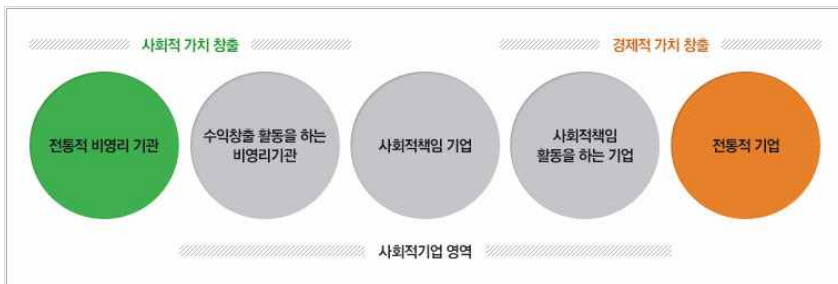 사회적 가치 창출
경제적 가치 창출
전통적 비영리 기관
수익창출 활동을 하는
비영리기관
사회적책임 기업
사회적책임
활동을 하는 기업
전통적 기업
사회적기업 영역